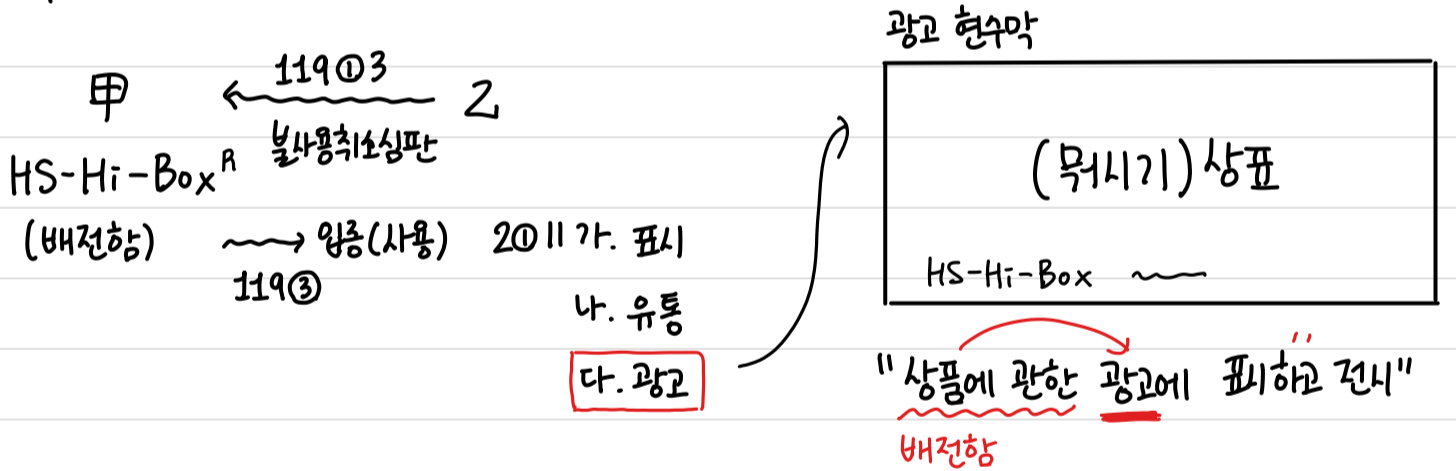 甲
119①3
불사용취소심판
乙
HS-Hi-Box R
(배전함)
119③
입증(사용)
2①11 가. 표시
나. 유통
다. 광고
광고 현수막
(뭐시기) 상표
HS-Hi-Box
"상품에 관한 광고에 표시하고 전시"
배전함